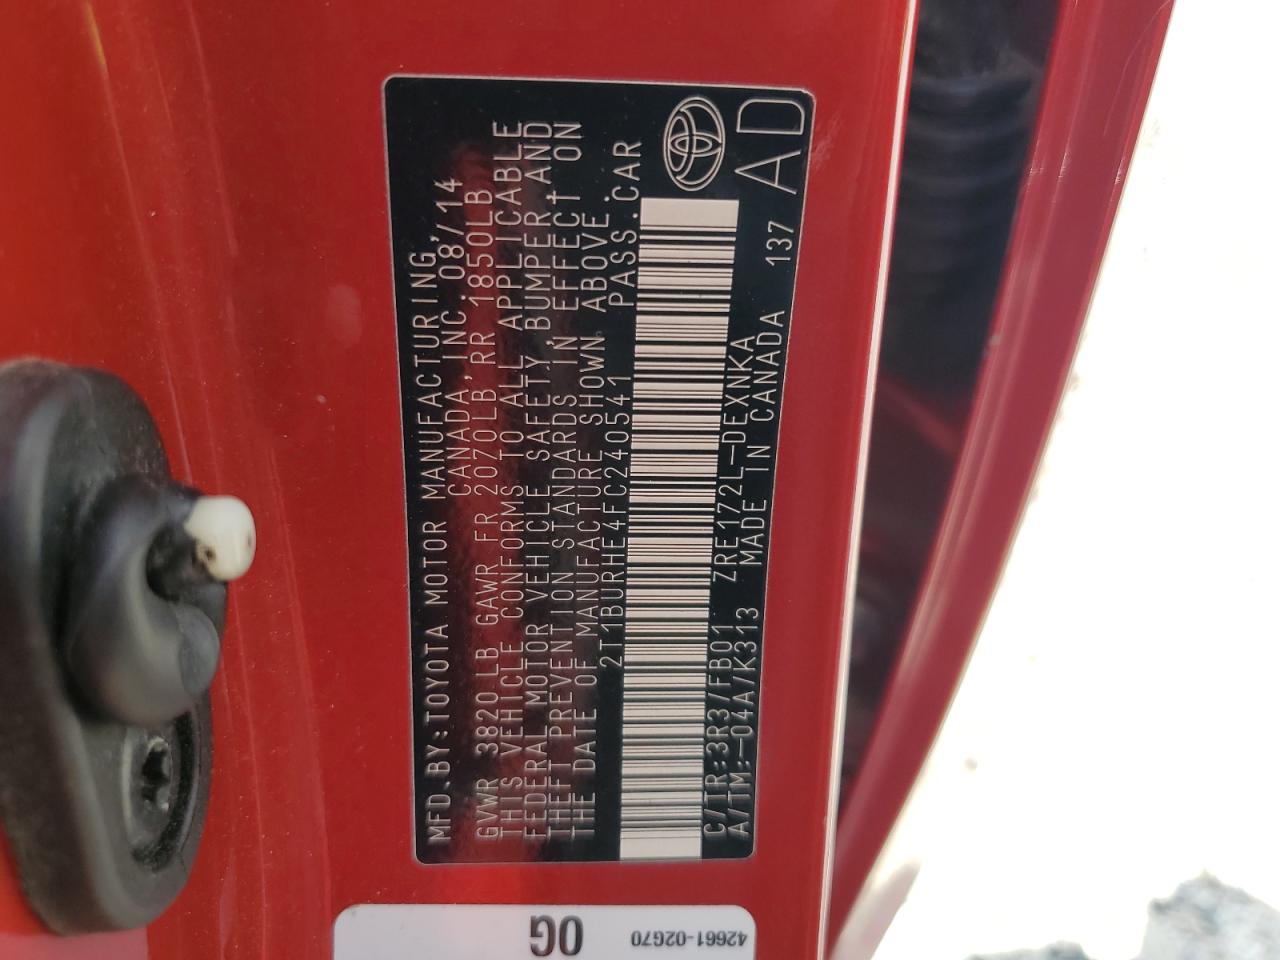 MFD.BY:TOYOTA MOTOR MANUFACTURING,
CANADA, INC. 08/14
GVWR 3820LB GAWR FR 2070LB RR 1850LB
THIS VEHICLE CONFORMS TO ALL APPLICABLE
FEDERAL MOTOR VEHICLE SAFETY, BUMPER, AND
THEFT PREVENTION STANDARDS IN EFFECT ON
THE DATE OF MANUFACTURE SHOWN ABOVE.
2T1BURHE4FC240541 PASS.CAR
C/TR:3R3/FB01 ZRE172L-DEXNKA
A/TM:-04A/K313 MADE IN CANADA 137
AD
0G
42661-02G70